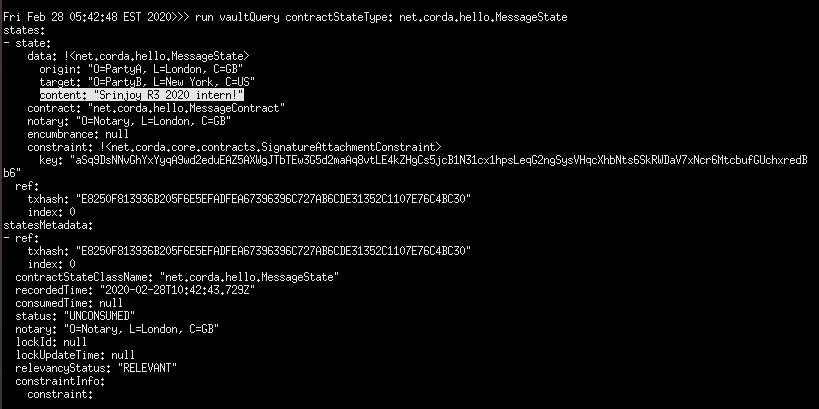 Fri Feb 28 05:42:48 EST 2020>>> run vaultQuery contractStateType: net.corda.hello.MessageState
states:
- state:
data: !<net.corda.hello.MessageState>
origin: "O=PartyA, L=London, C=GB"
target: "O=PartyB, L=New York, C=US"
content: "Srinjoy R3 2020 intern!"
contract: "net.corda.hello.MessageContract"
notary: "O=Notary, L=London, C=GB"
encumbrance: null
constraint: !<net.corda.core.contracts.SignatureAttachmentConstraint>
key: "aSq9DsNNvGhYxYyqA9wd2eduEAZ5AXWgJTbTEw3G5d2maAq8vtLE4kZHgCs5jcB1N31cx1hpsLeqG2ngSysVHqcXhbNts6SkRWDaV7xNcr6MtcbufGUchxredB
b6"
ref:
txhash: "E8250F813936B205F6E5EFADFEA67396396C727AB6CDE31352C1107E76C4BC30"
index: 0
statesMetadata:
- ref:
txhash: "E8250F813936B205F6E5EFADFEA67396396C727AB6CDE31352C1107E76C4BC30"
index: 0
contractStateClassName: "net.corda.hello.MessageState"
recordedTime: "2020-02-28T10:42:43.729Z"
consumedTime: null
status: "UNCONSUMED"
notary: "O=Notary, L=London, C=GB"
lockId: null
lockUpdateTime: null
relevancyStatus: "RELEVANT"
constraintInfo:
constraint: